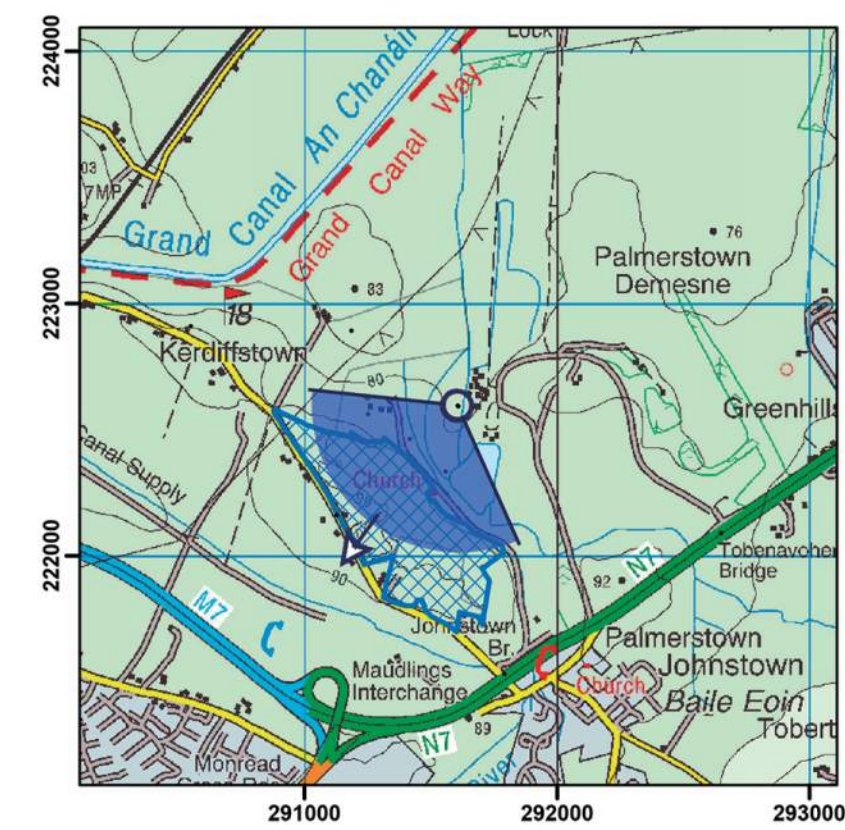 224000
223000
222000
291000
292000
293000
Lock
Grand Canal An Chanáir
Grand Canal Way
03
7MP
18
83
76
Palmerstown
Demesne
Kerdiffstown
80
Greenhills
Canal Supply
Church
90
90
M7
N7
92
Tobenavoher
Bridge
Johnstown
Br.
Palmerstown
Johnstown
Baile Eoin
Church
Tobert
Maudlings
Interchange
89
N7
Monread
River